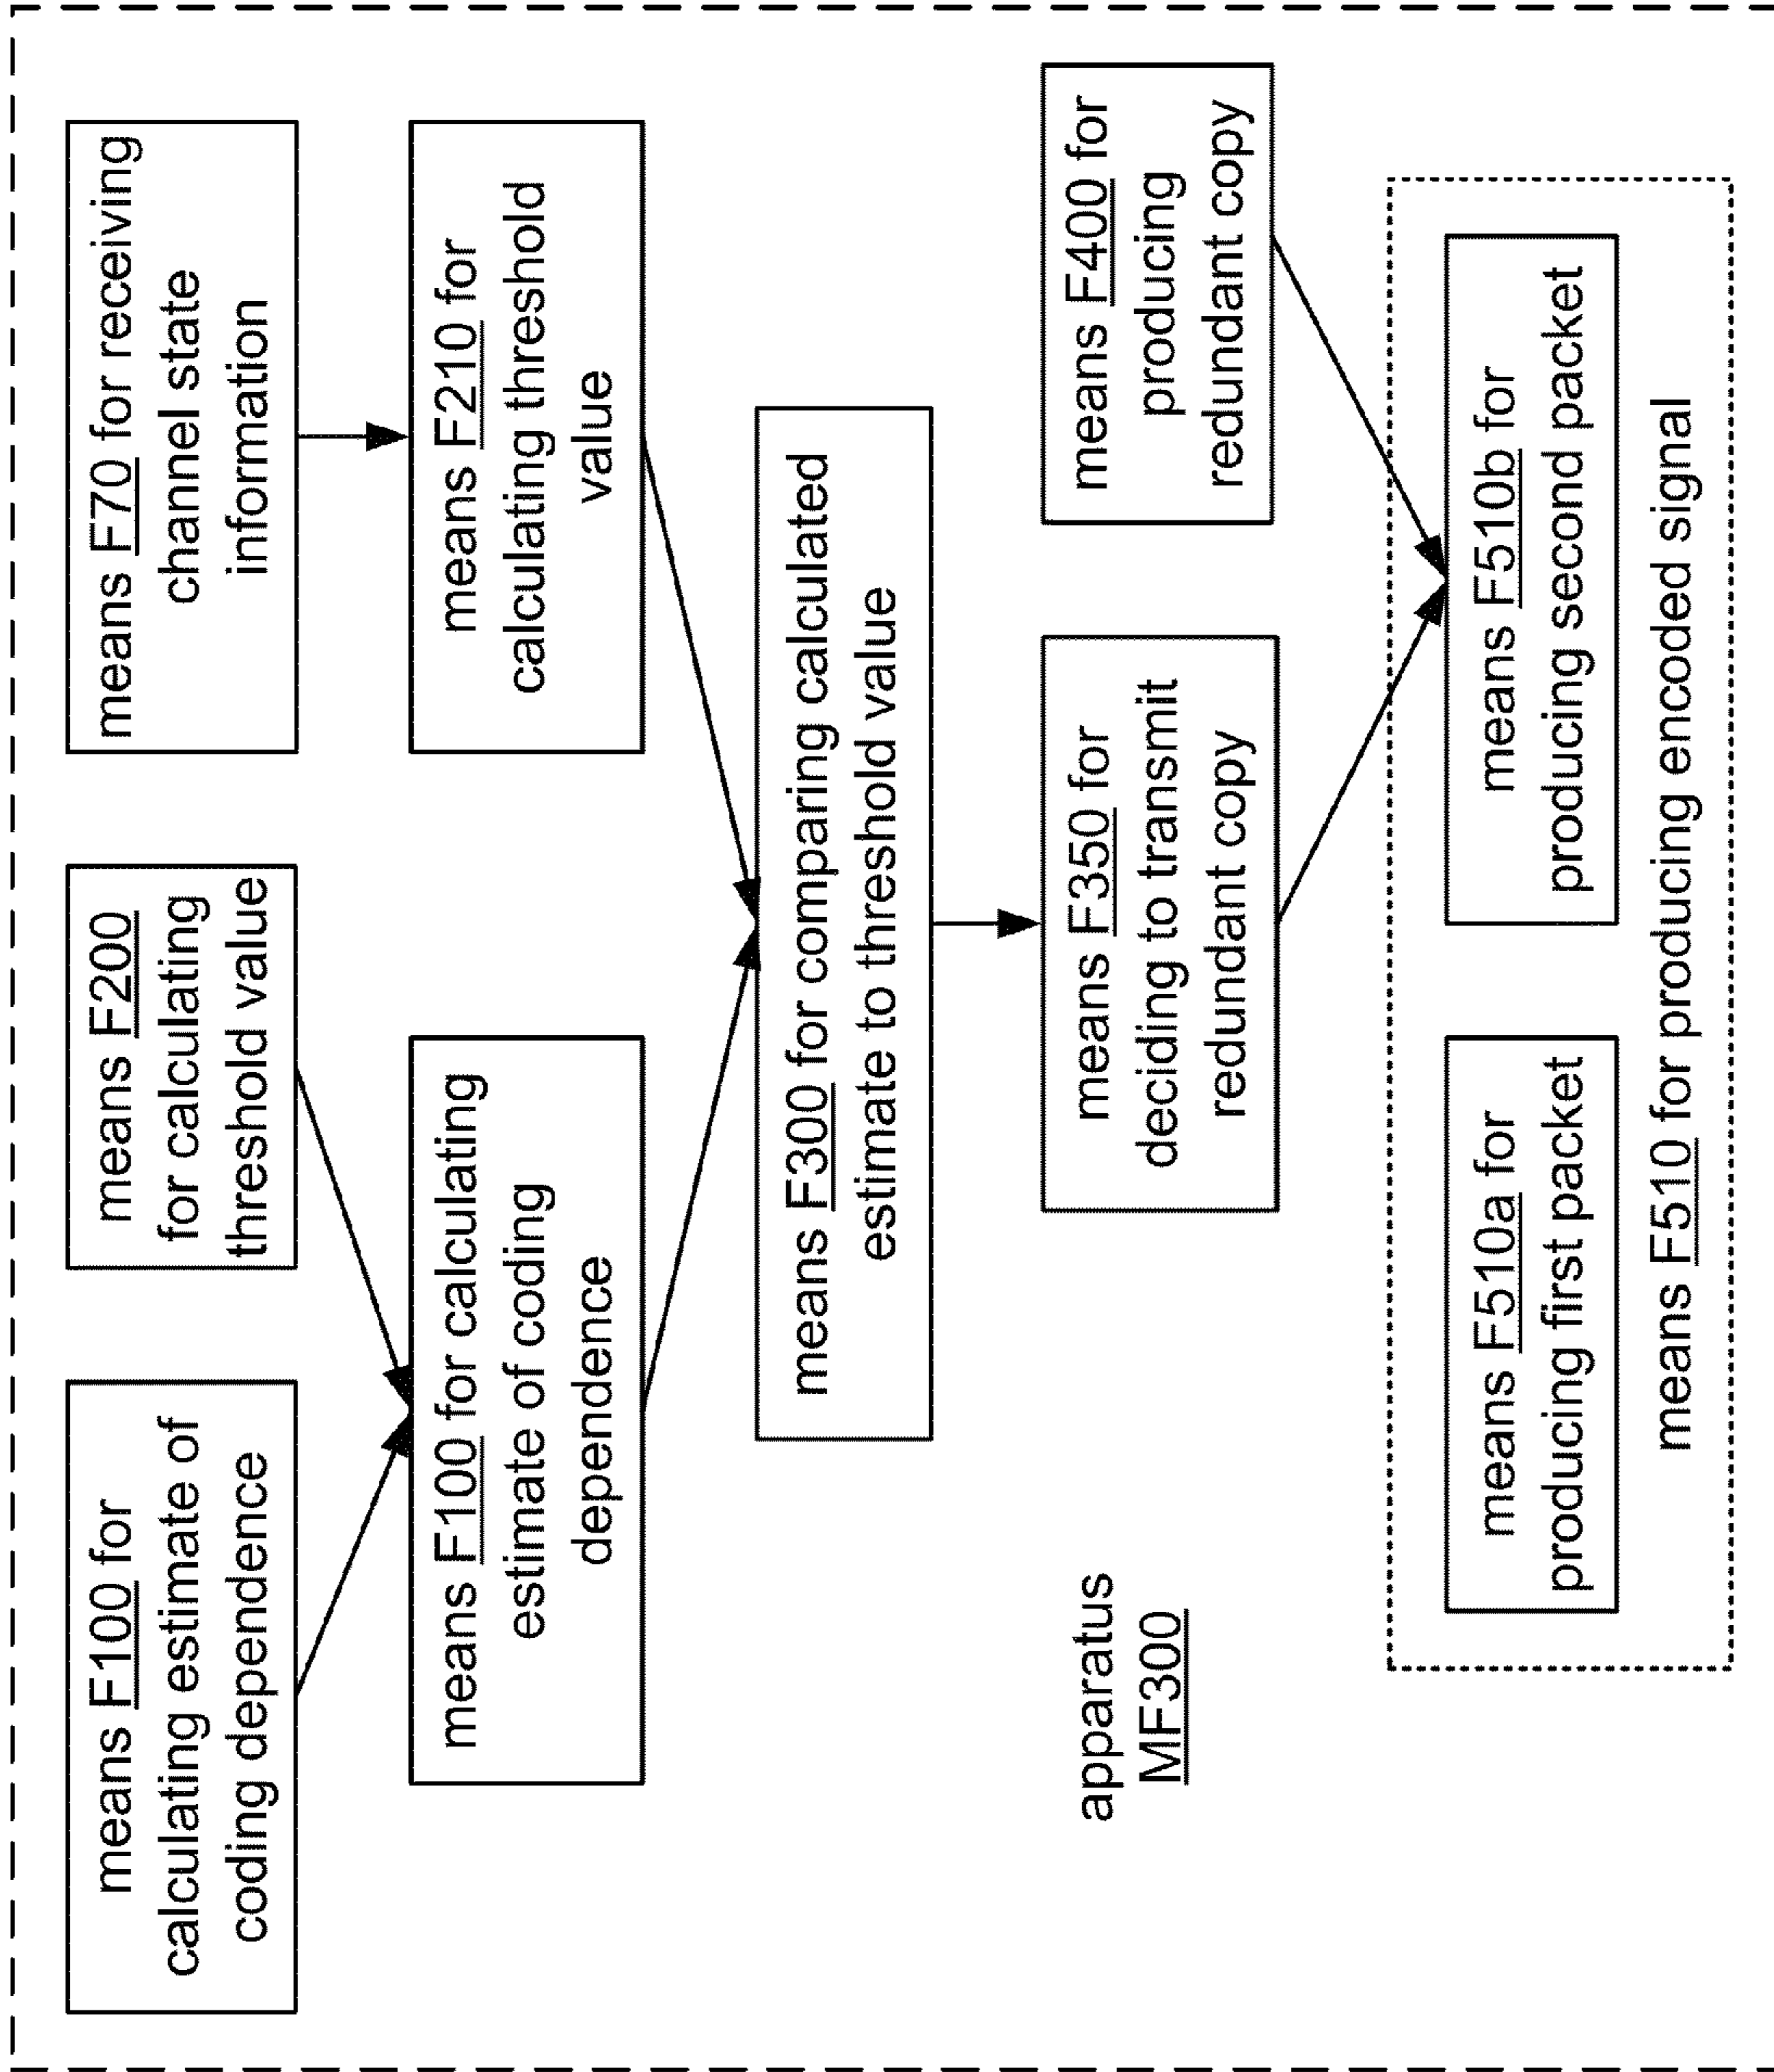 means F100 for
calculating estimate of
coding dependence
means F200
for calculating
threshold value
means F70 for receiving
channel state
information
means F100 for calculating
estimate of coding
dependence
means F210 for
calculating threshold
value
means F300 for comparing calculated
estimate to threshold value
means F350 for
deciding to transmit
redundant copy
means F400 for
producing
redundant copy
apparatus
MF300
means F510a for
producing first packet
means F510b for
producing second packet
means F510 for producing encoded signal